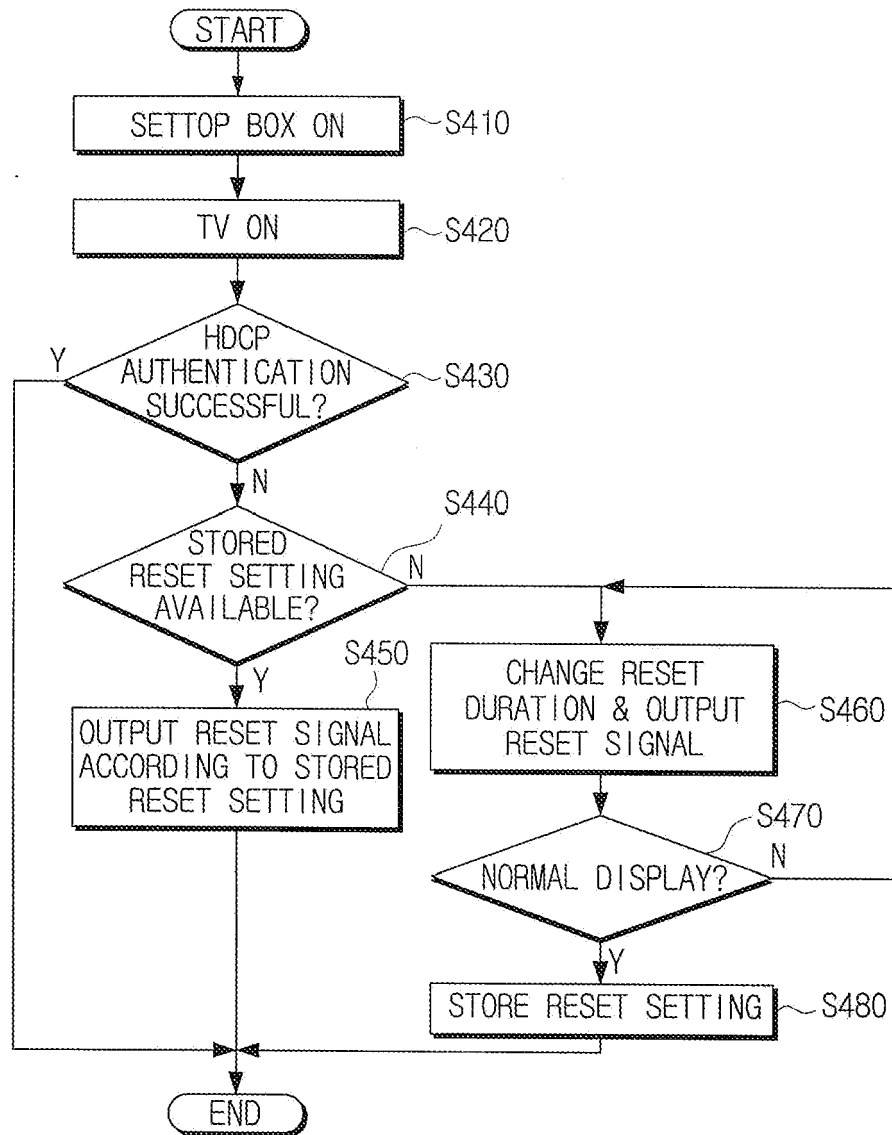 START
SETTOP BOX ON
S410
TV ON
S420
HDCP
AUTHENTICATION
SUCCESSFUL?
S430
Y
N
STORED
RESET SETTING
AVAILABLE?
S440
N
Y
S450
OUTPUT RESET SIGNAL
ACCORDING TO STORED
RESET SETTING
CHANGE RESET
DURATION & OUTPUT
RESET SIGNAL
S460
NORMAL DISPLAY?
S470
N
Y
STORE RESET SETTING
S480
END